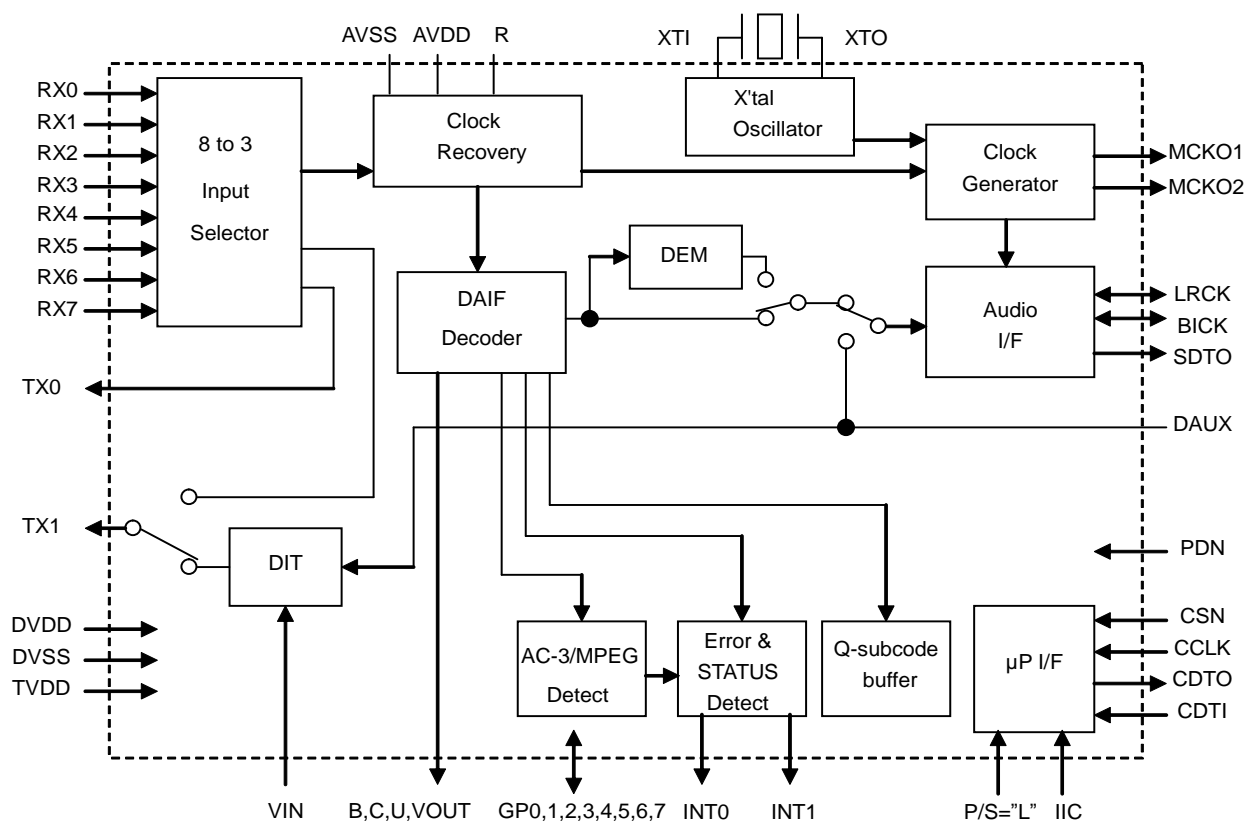 AVSS AVDD R XTI XTO
RX0
RX1
RX2
RX3
RX4
RX5
RX6
RX7
8 to 3
Input
Selector
Clock
Recovery
X'tal
Oscillator
Clock
Generator
MCKO1
MCKO2
DEM
DAIF
Decoder
Audio
I/F
LRCK
BICK
SDTO
TX0
DAUX
TX1
DIT
PDN
DVDD
DVSS
TVDD
AC-3/MPEG
Detect
Error &
STATUS
Detect
Q-subcode
buffer
µP I/F
CSN
CCLK
CDTO
CDTI
VIN B,C,U,VOUT GP0,1,2,3,4,5,6,7 INT0 INT1 P/S=”L” IIC